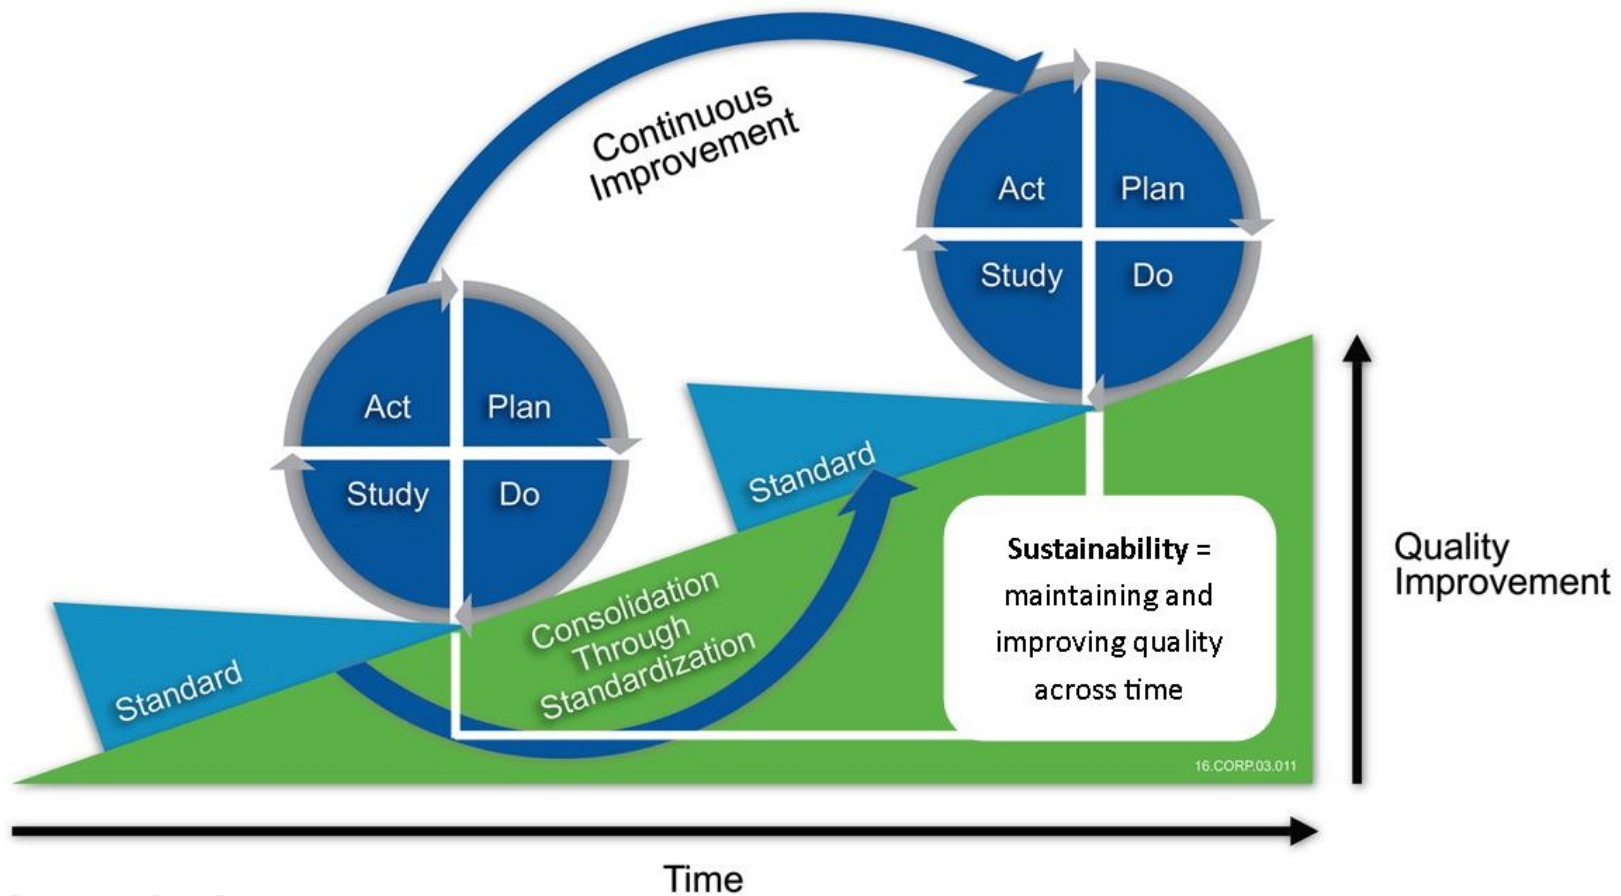 Continuous
Improvement
Act
Plan
Study
Do
Act
Plan
Study
Do
Standard
Standard
Consolidation
Through
Standardization
Sustainability =
maintaining and
improving quality
across time
Quality
Improvement
16.CORP.03.011
Time